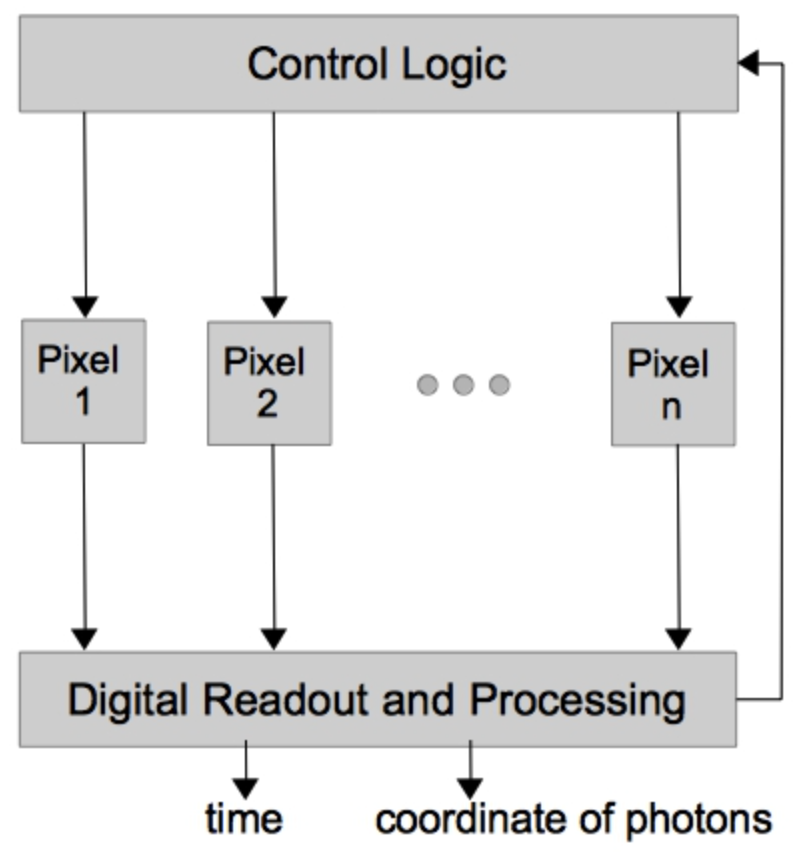 Control Logic
Pixel
1
Pixel
2
Pixel
n
Digital Readout and Processing
time
coordinate of photons